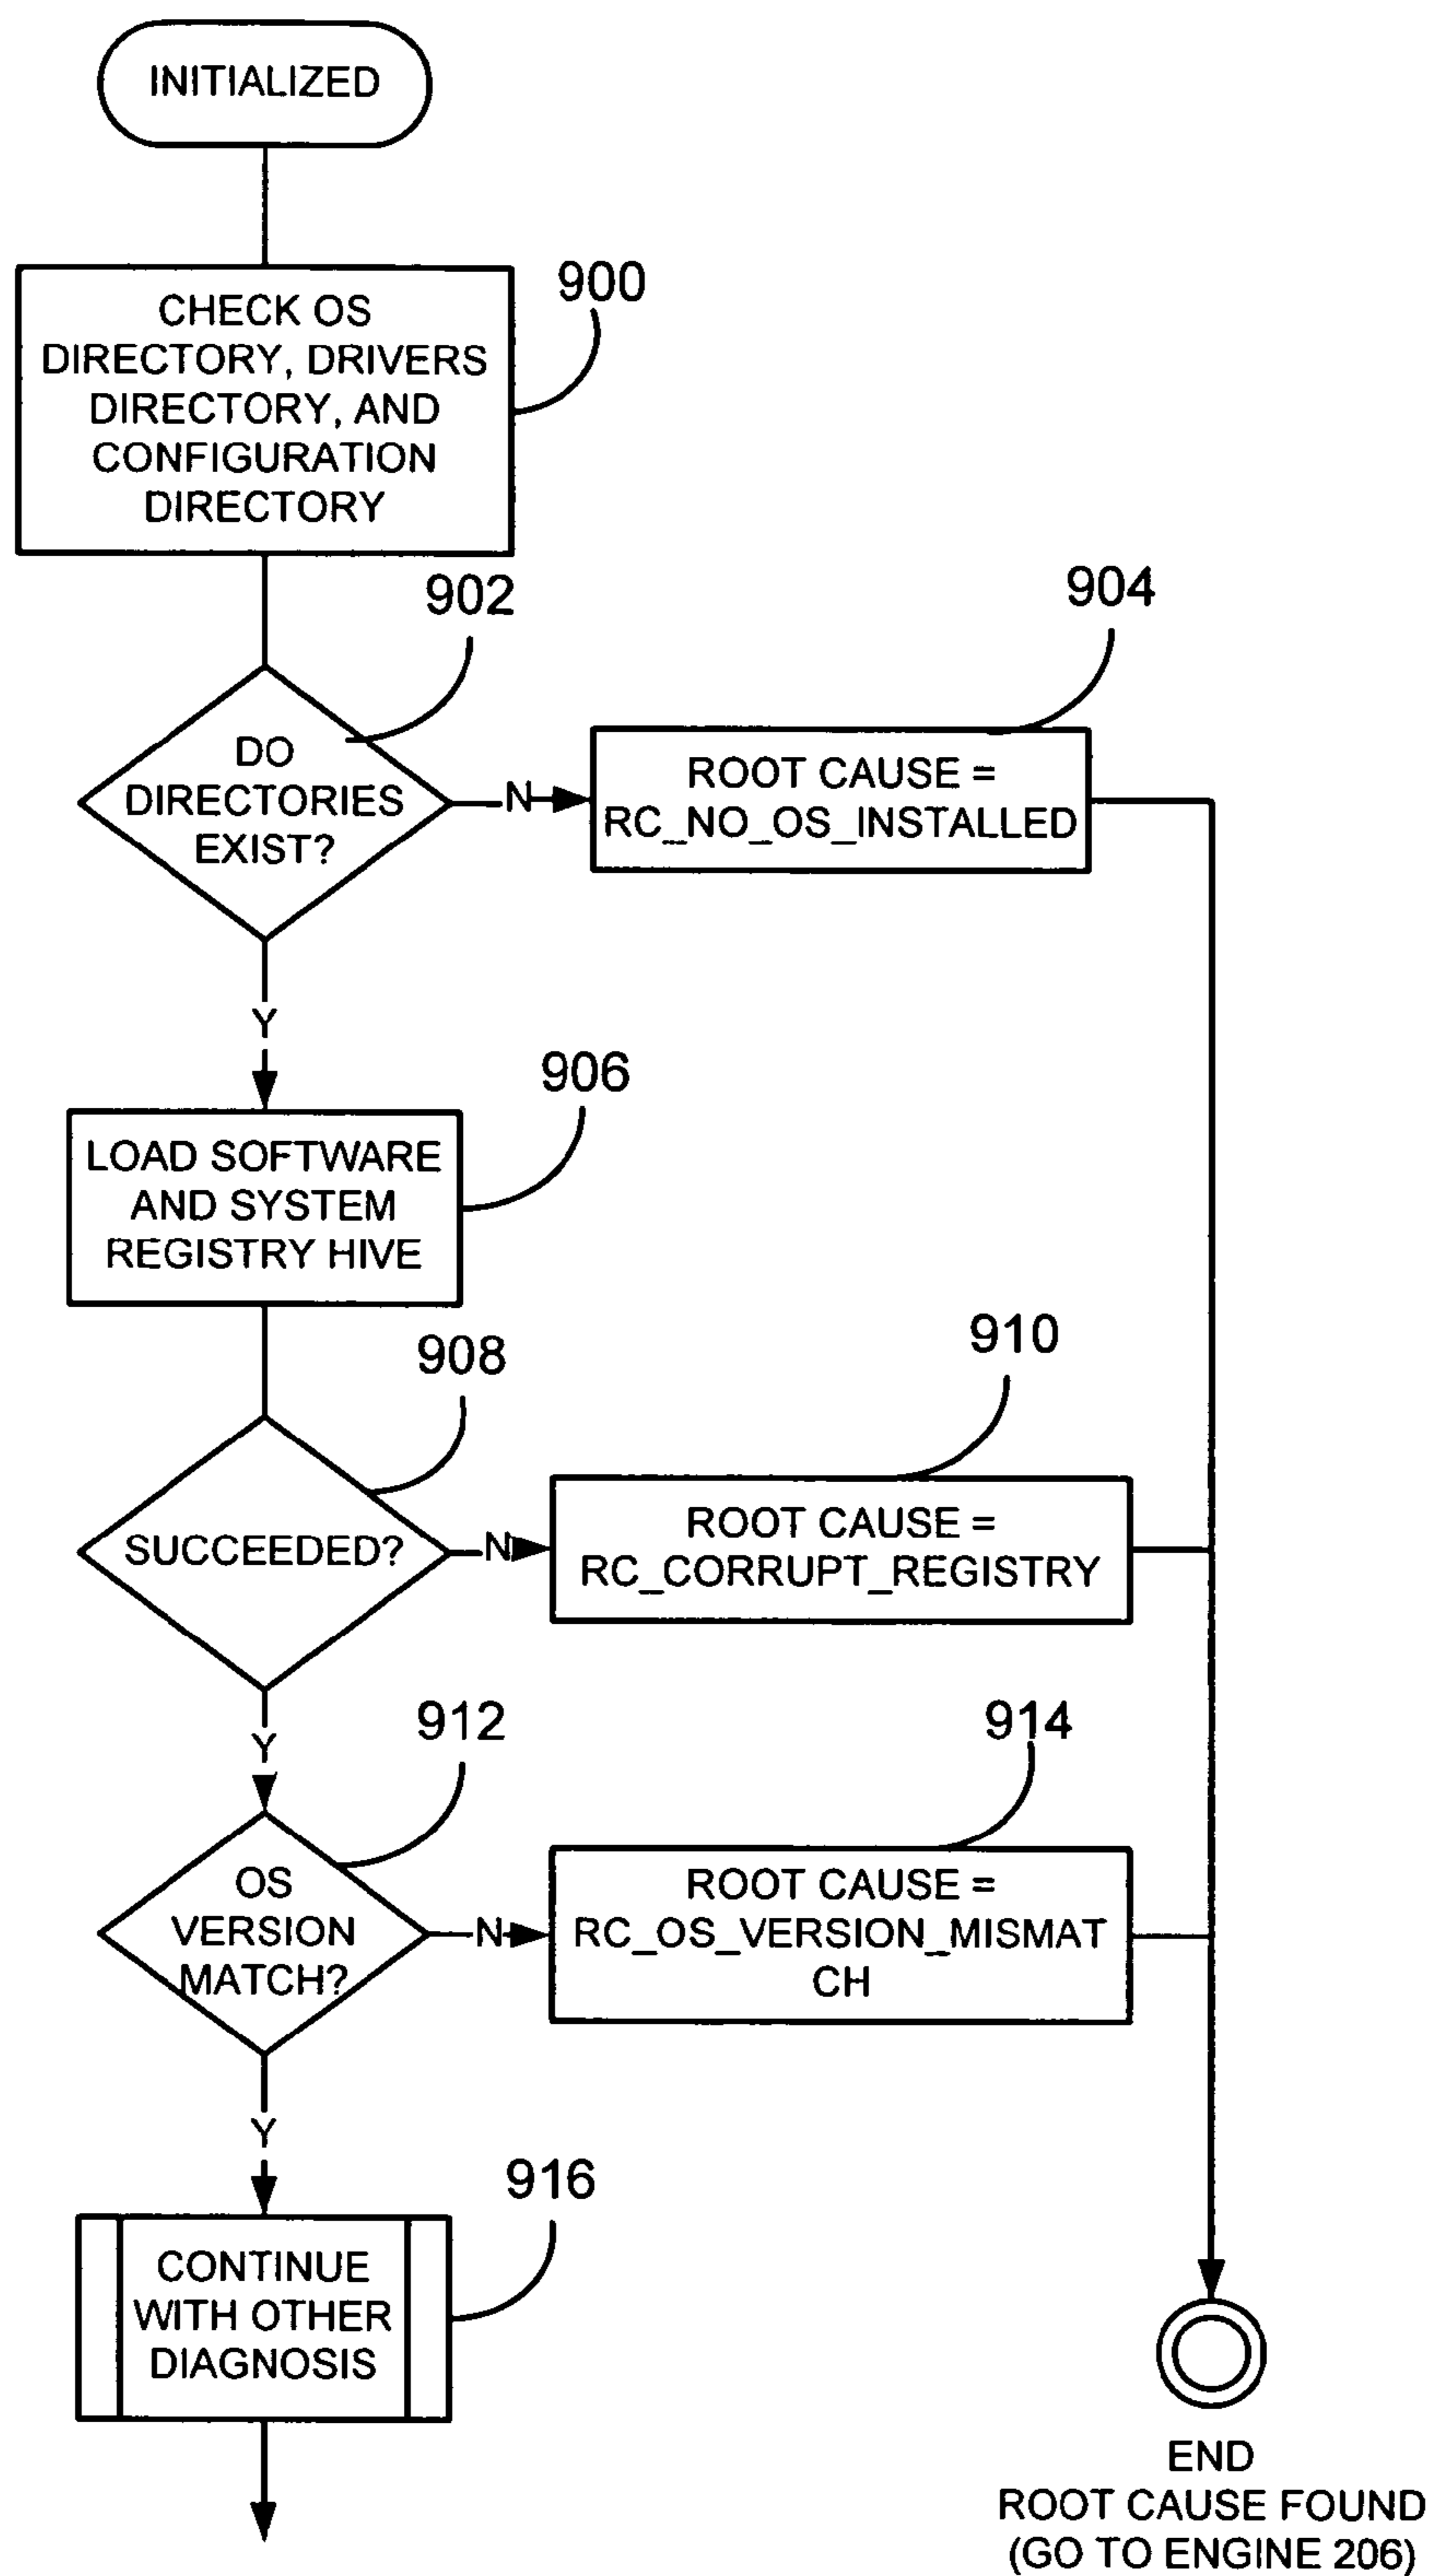 INITIALIZED
900
CHECK OS
DIRECTORY, DRIVERS
DIRECTORY, AND
CONFIGURATION
DIRECTORY
902
904
DO
DIRECTORIES
EXIST?
N
ROOT CAUSE =
RC_NO_OS_INSTALLED
Y
906
LOAD SOFTWARE
AND SYSTEM
REGISTRY HIVE
908
910
SUCCEEDED?
N
ROOT CAUSE =
RC_CORRUPT_REGISTRY
Y
912
914
OS
VERSION
MATCH?
N
ROOT CAUSE =
RC_OS_VERSION_MISMAT
CH
Y
916
CONTINUE
WITH OTHER
DIAGNOSIS
END
ROOT CAUSE FOUND
(GO TO ENGINE 206)